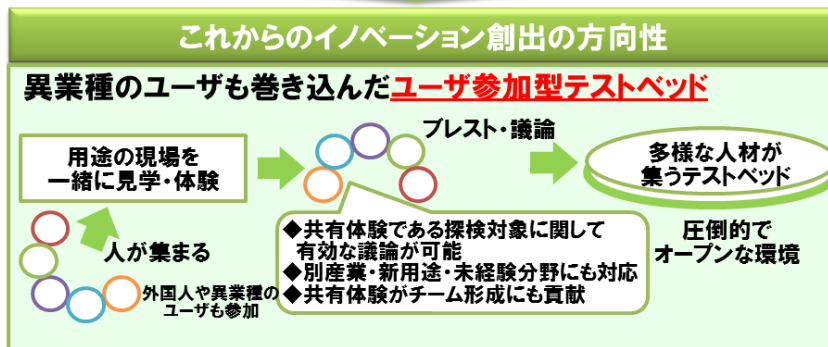 これからのイノベーション創出の方向性
異業種のユーザも巻き込んだユーザ参加型テストベッド
用途の現場を
一緒に見学・体験
ブレスト・議論
多様な人材が
集うテストベッド
人が集まる
外国人や異業種の
ユーザも参加
◆共有体験である探検対象に関して
有効な議論が可能
◆別産業・新用途・未経験分野にも対応
◆共有体験がチーム形成にも貢献
圧倒的で
オープンな環境